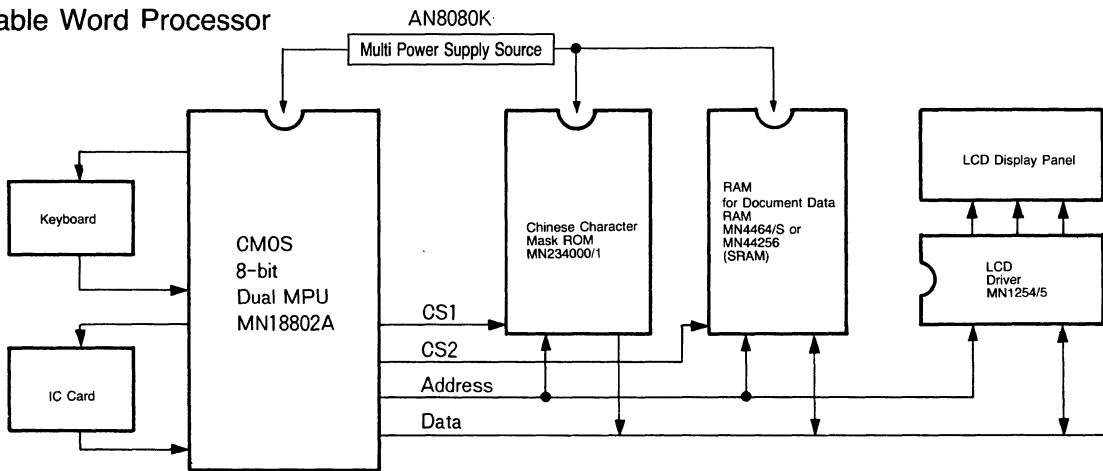 able Word Processor
AN8080K
Multi Power Supply Source
Keyboard
IC Card
CMOS
8-bit
Dual MPU
MN18802A
CS1
CS2
Address
Data
Chinese Character
Mask ROM
MN234000/1
RAM
for Document Data
RAM
MN4464/S or
MN44256
(SRAM)
LCD Display Panel
LCD
Driver
MN1254/5